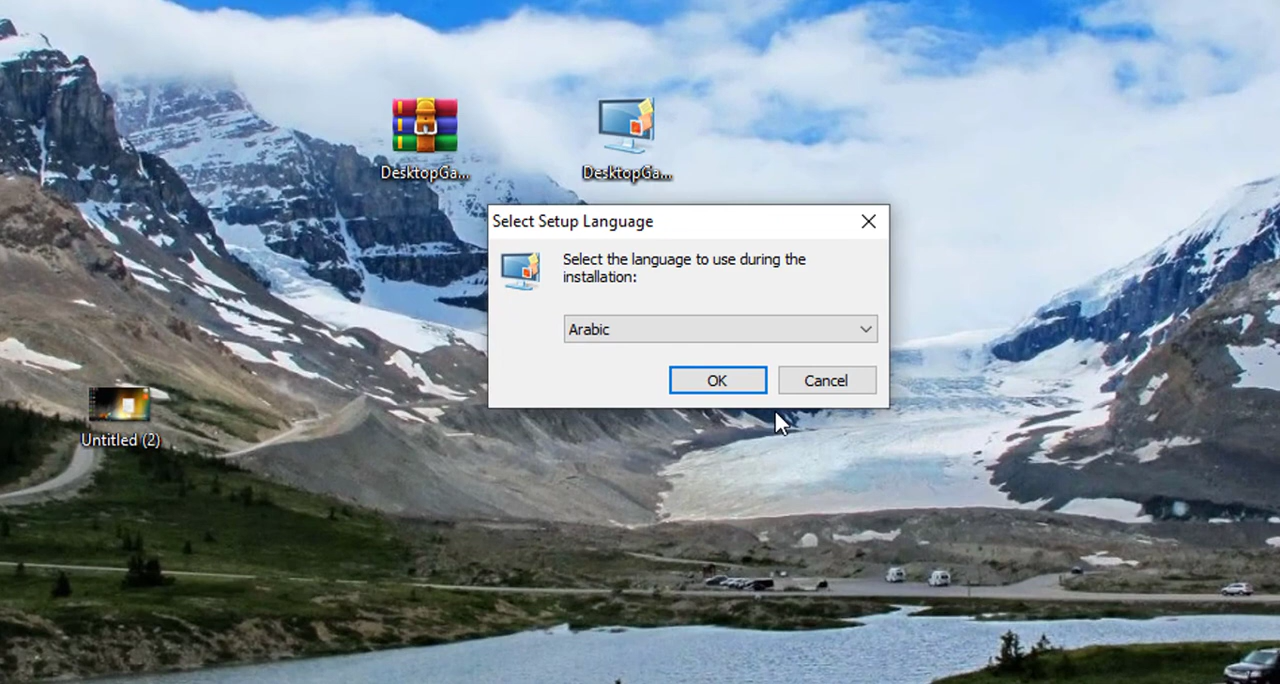 DesktopGa...
DesktopGa...
Select Setup Language
Select the language to use during the
installation:
Arabic
OK
Cancel
Untitled (2)